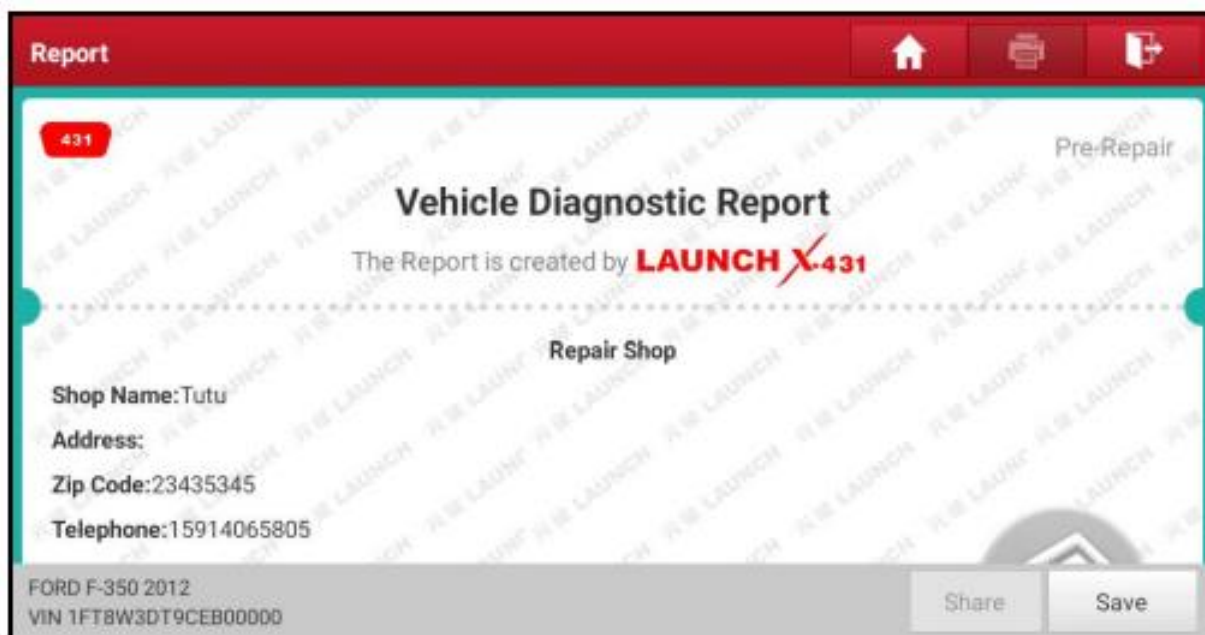 Report
431
Pre-Repair
Vehicle Diagnostic Report
The Report is created by LAUNCH X-431
Repair Shop
Shop Name:Tutu
Address:
Zip Code:23435345
Telephone:15914065805
FORD F-350 2012
VIN 1FT8W3DT9CEB00000
Share
Save